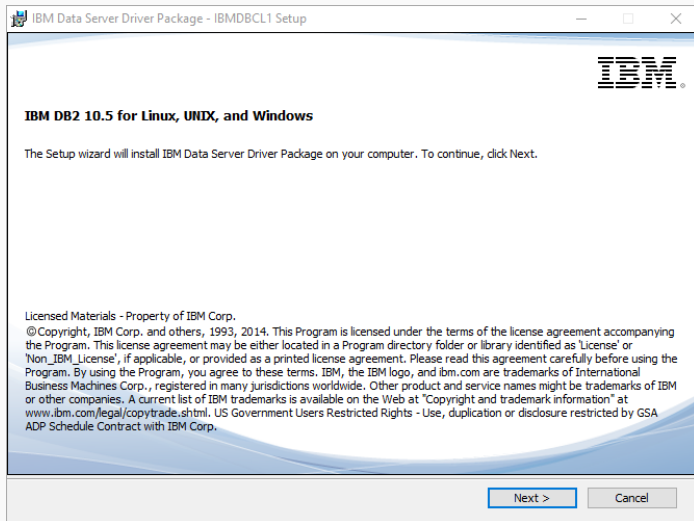 IBM Data Server Driver Package - IBMDBCL1 Setup
IBM
IBM DB2 10.5 for Linux, UNIX, and Windows
The Setup wizard will install IBM Data Server Driver Package on your computer. To continue, click Next.
Licensed Materials - Property of IBM Corp.
©Copyright, IBM Corp. and others, 1993, 2014. This Program is licensed under the terms of the license agreement accompanying
the Program. This license agreement may be either located in a Program directory folder or library identified as 'License' or
'Non_IBM_License', if applicable, or provided as a printed license agreement. Please read this agreement carefully before using the
Program. By using the Program, you agree to these terms. IBM, the IBM logo, and ibm.com are trademarks of International
Business Machines Corp., registered in many jurisdictions worldwide. Other product and service names might be trademarks of IBM
or other companies. A current list of IBM trademarks is available on the Web at "Copyright and trademark information" at
www.ibm.com/legal/copytrade.shtml. US Government Users Restricted Rights - Use, duplication or disclosure restricted by GSA
ADP Schedule Contract with IBM Corp.
Next >
Cancel